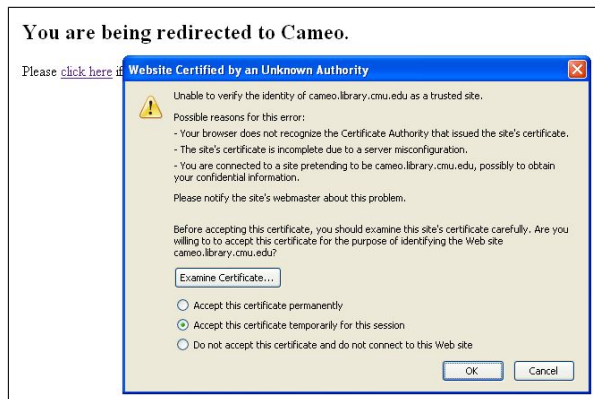 You are being redirected to Cameo.
Please click here if
Website Certified by an Unknown Authority
Unable to verify the identity of cameo.library.cmu.edu as a trusted site.
Possible reasons for this error:
- Your browser does not recognize the Certificate Authority that issued the site's certificate.
- The site's certificate is incomplete due to a server misconfiguration.
- You are connected to a site pretending to be cameo.library.cmu.edu, possibly to obtain
your confidential information.
Please notify the site's webmaster about this problem.
Before accepting this certificate, you should examine this site's certificate carefully. Are you
willing to to accept this certificate for the purpose of identifying the Web site
cameo.library.cmu.edu?
Examine Certificate...
Accept this certificate permanently
Accept this certificate temporarily for this session
Do not accept this certificate and do not connect to this Web site
OK Cancel